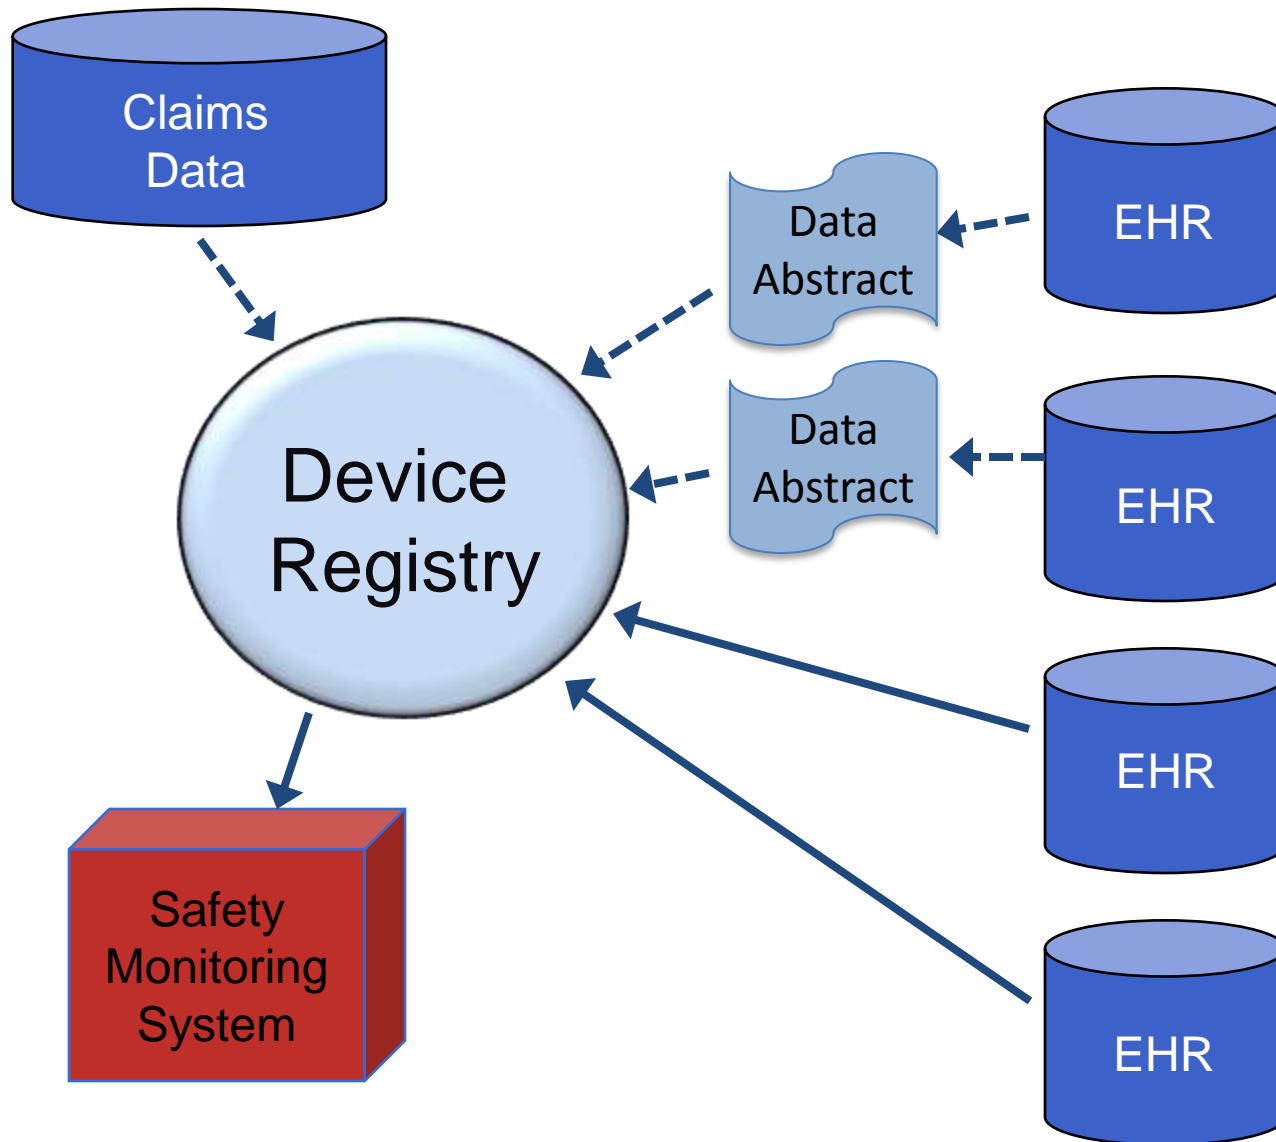 Claims
Data
EHR
Data
Abstract
Data
Abstract
EHR
Device
Registry
EHR
Safety
Monitoring
System
EHR